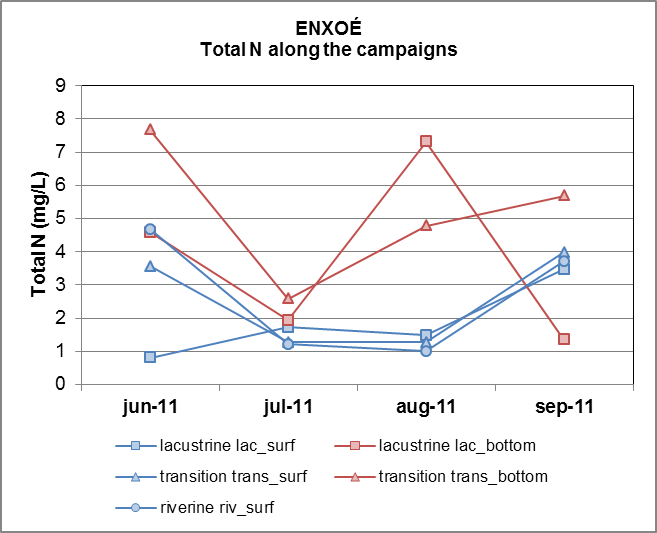 ENXOÉ
Total N along the campaigns
Total N (mg/L)
9
8
7
6
5
4
3
2
1
0
jun-11 jul-11 aug-11 sep-11
lacustrine lac_surf lacustrine lac_bottom
transition trans_surf transition trans_bottom
riverine riv_surf